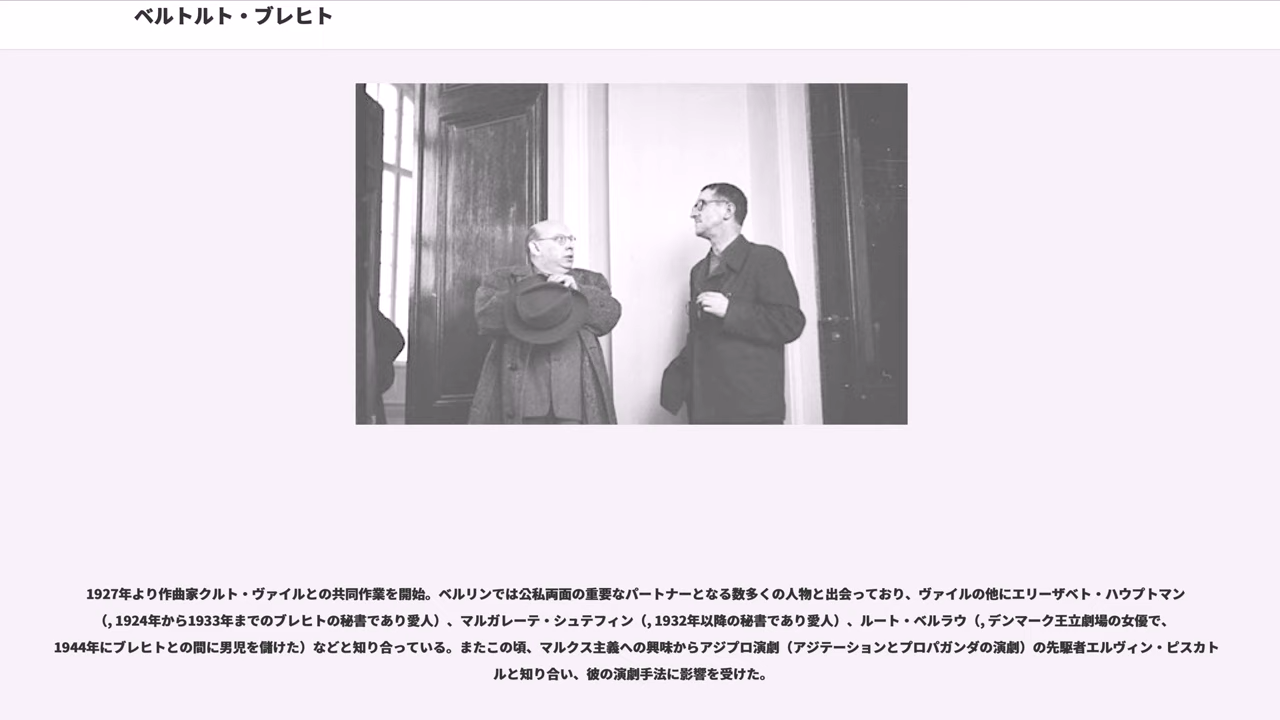 ベルトルト・ブレヒト
1927年より作曲家クルト・ヴァイルとの共同作業を開始。ベルリンでは公私両面の重要なパートナーとなる数多くの人物と出会っており、ヴァイルの他にエリーザベト・ハウプトマン
（, 1924年から1933年までのブレヒトの秘書であり愛人）、マルガレーテ・シュテフィン（, 1932年以降の秘書であり愛人）、ルート・ベルラウ（, デンマーク王立劇場の女優で、
1944年にブレヒトとの間に男児を儲けた）などと知り合っている。またこの頃、マルクス主義への興味からアジプロ演劇（アジテーションとプロパガンダの演劇）の先駆者エルヴィン・ピスカト
ルと知り合い、彼の演劇手法に影響を受けた。